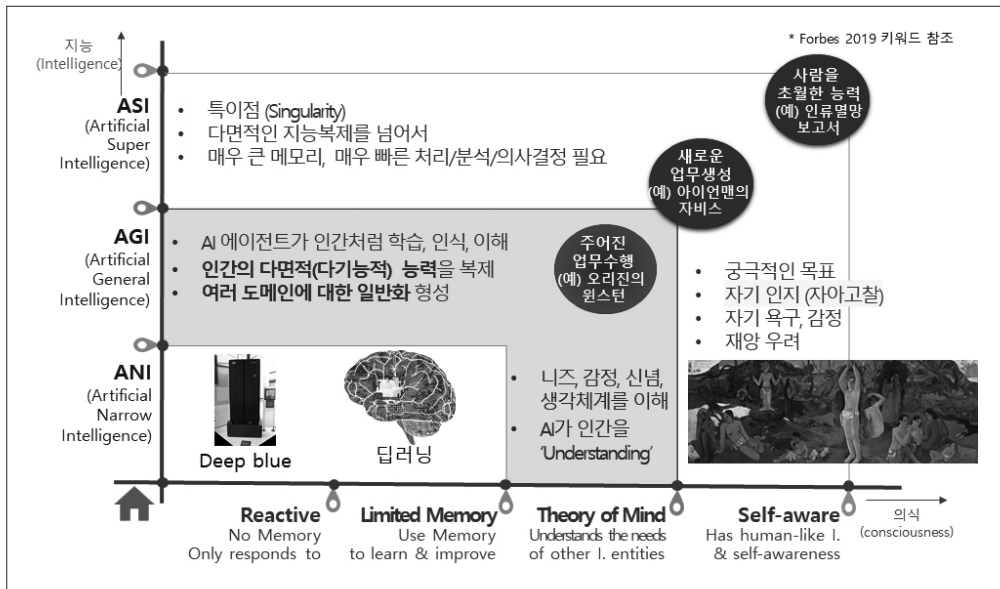 지능
(Intelligence)
* Forbes 2019 키워드 참조
사람을
초월한 능력
(예) 인류멸망
보고서
ASI
(Artificial
Super
Intelligence)
• 특이점 (Singularity)
• 다면적인 지능복제를 넘어서
• 매우 큰 메모리, 매우 빠른 처리/분석/의사결정 필요
새로운
업무생성
(예) 아이언맨의
자비스
AGI
(Artificial
General
Intelligence)
• AI 에이전트가 인간처럼 학습, 인식, 이해
• 인간의 다면적(다기능적) 능력을 복제
• 여러 도메인에 대한 일반화 형성
주어진
업무수행
(예) 오리진의
윈스턴
• 궁극적인 목표
• 자기 인지 (자아고찰)
• 자기 욕구, 감정
• 재앙 우려
ANI
(Artificial
Narrow
Intelligence)
Deep blue
딥러닝
• 니즈, 감정, 신념,
생각체계를 이해
• AI가 인간을
‘Understanding’
Reactive
No Memory
Only responds to
Limited Memory
Use Memory
to learn & improve
Theory of Mind
Understands the needs
of other I. entities
Self-aware
Has human-like I.
& self-awareness
의식
(consciousness)